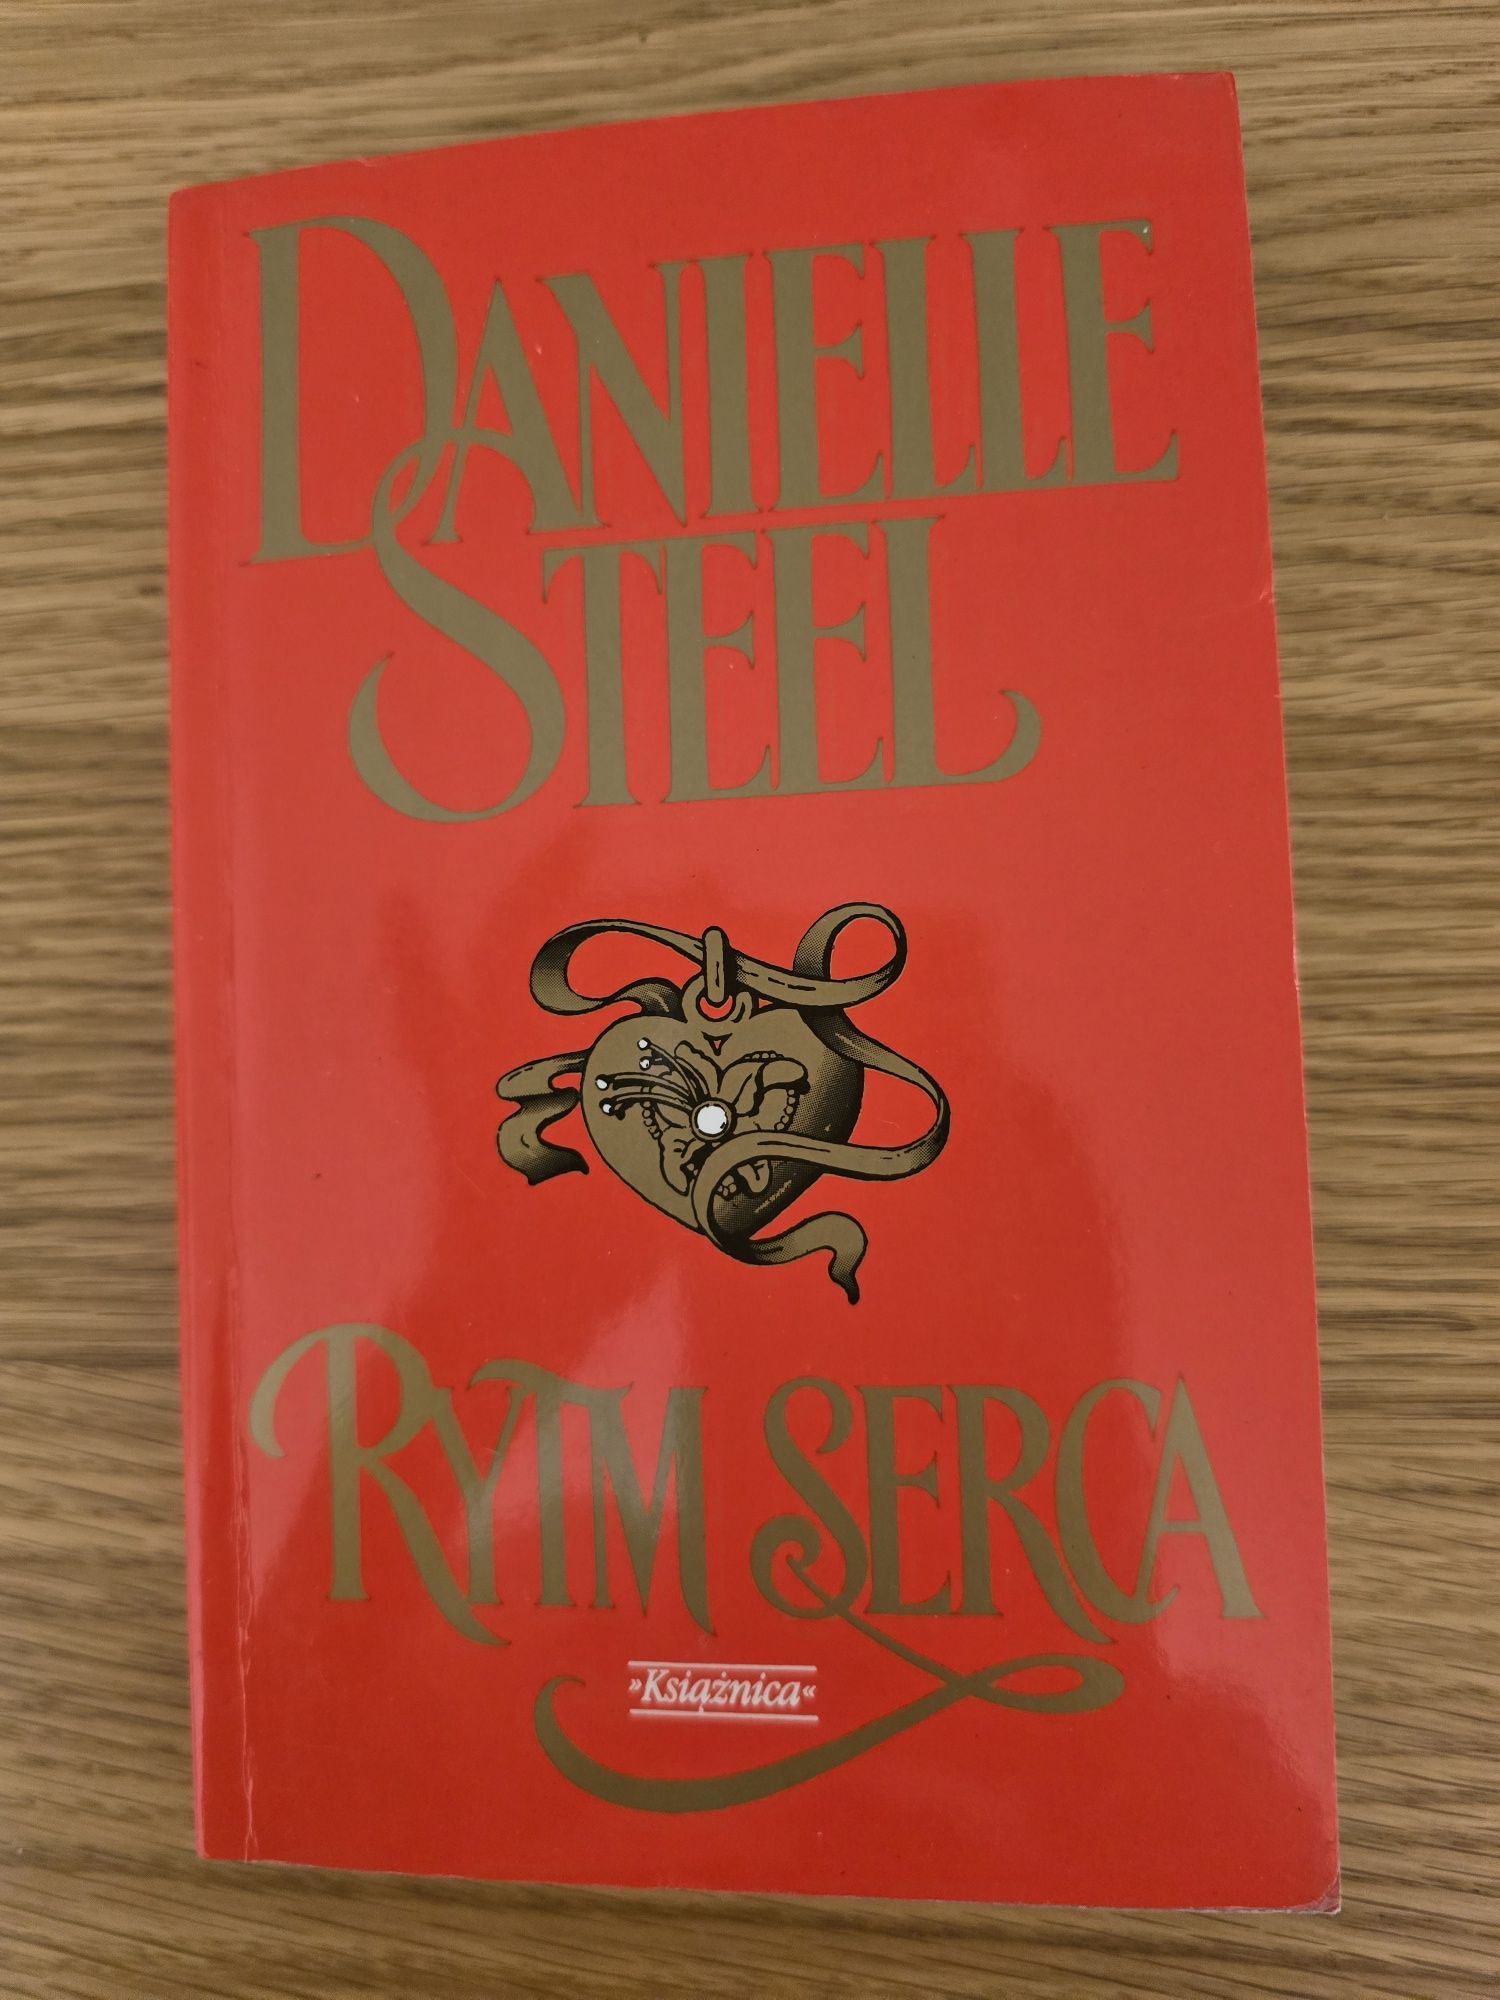 DANIELLE
STEEL
RYTM SERCA
»Książnica«